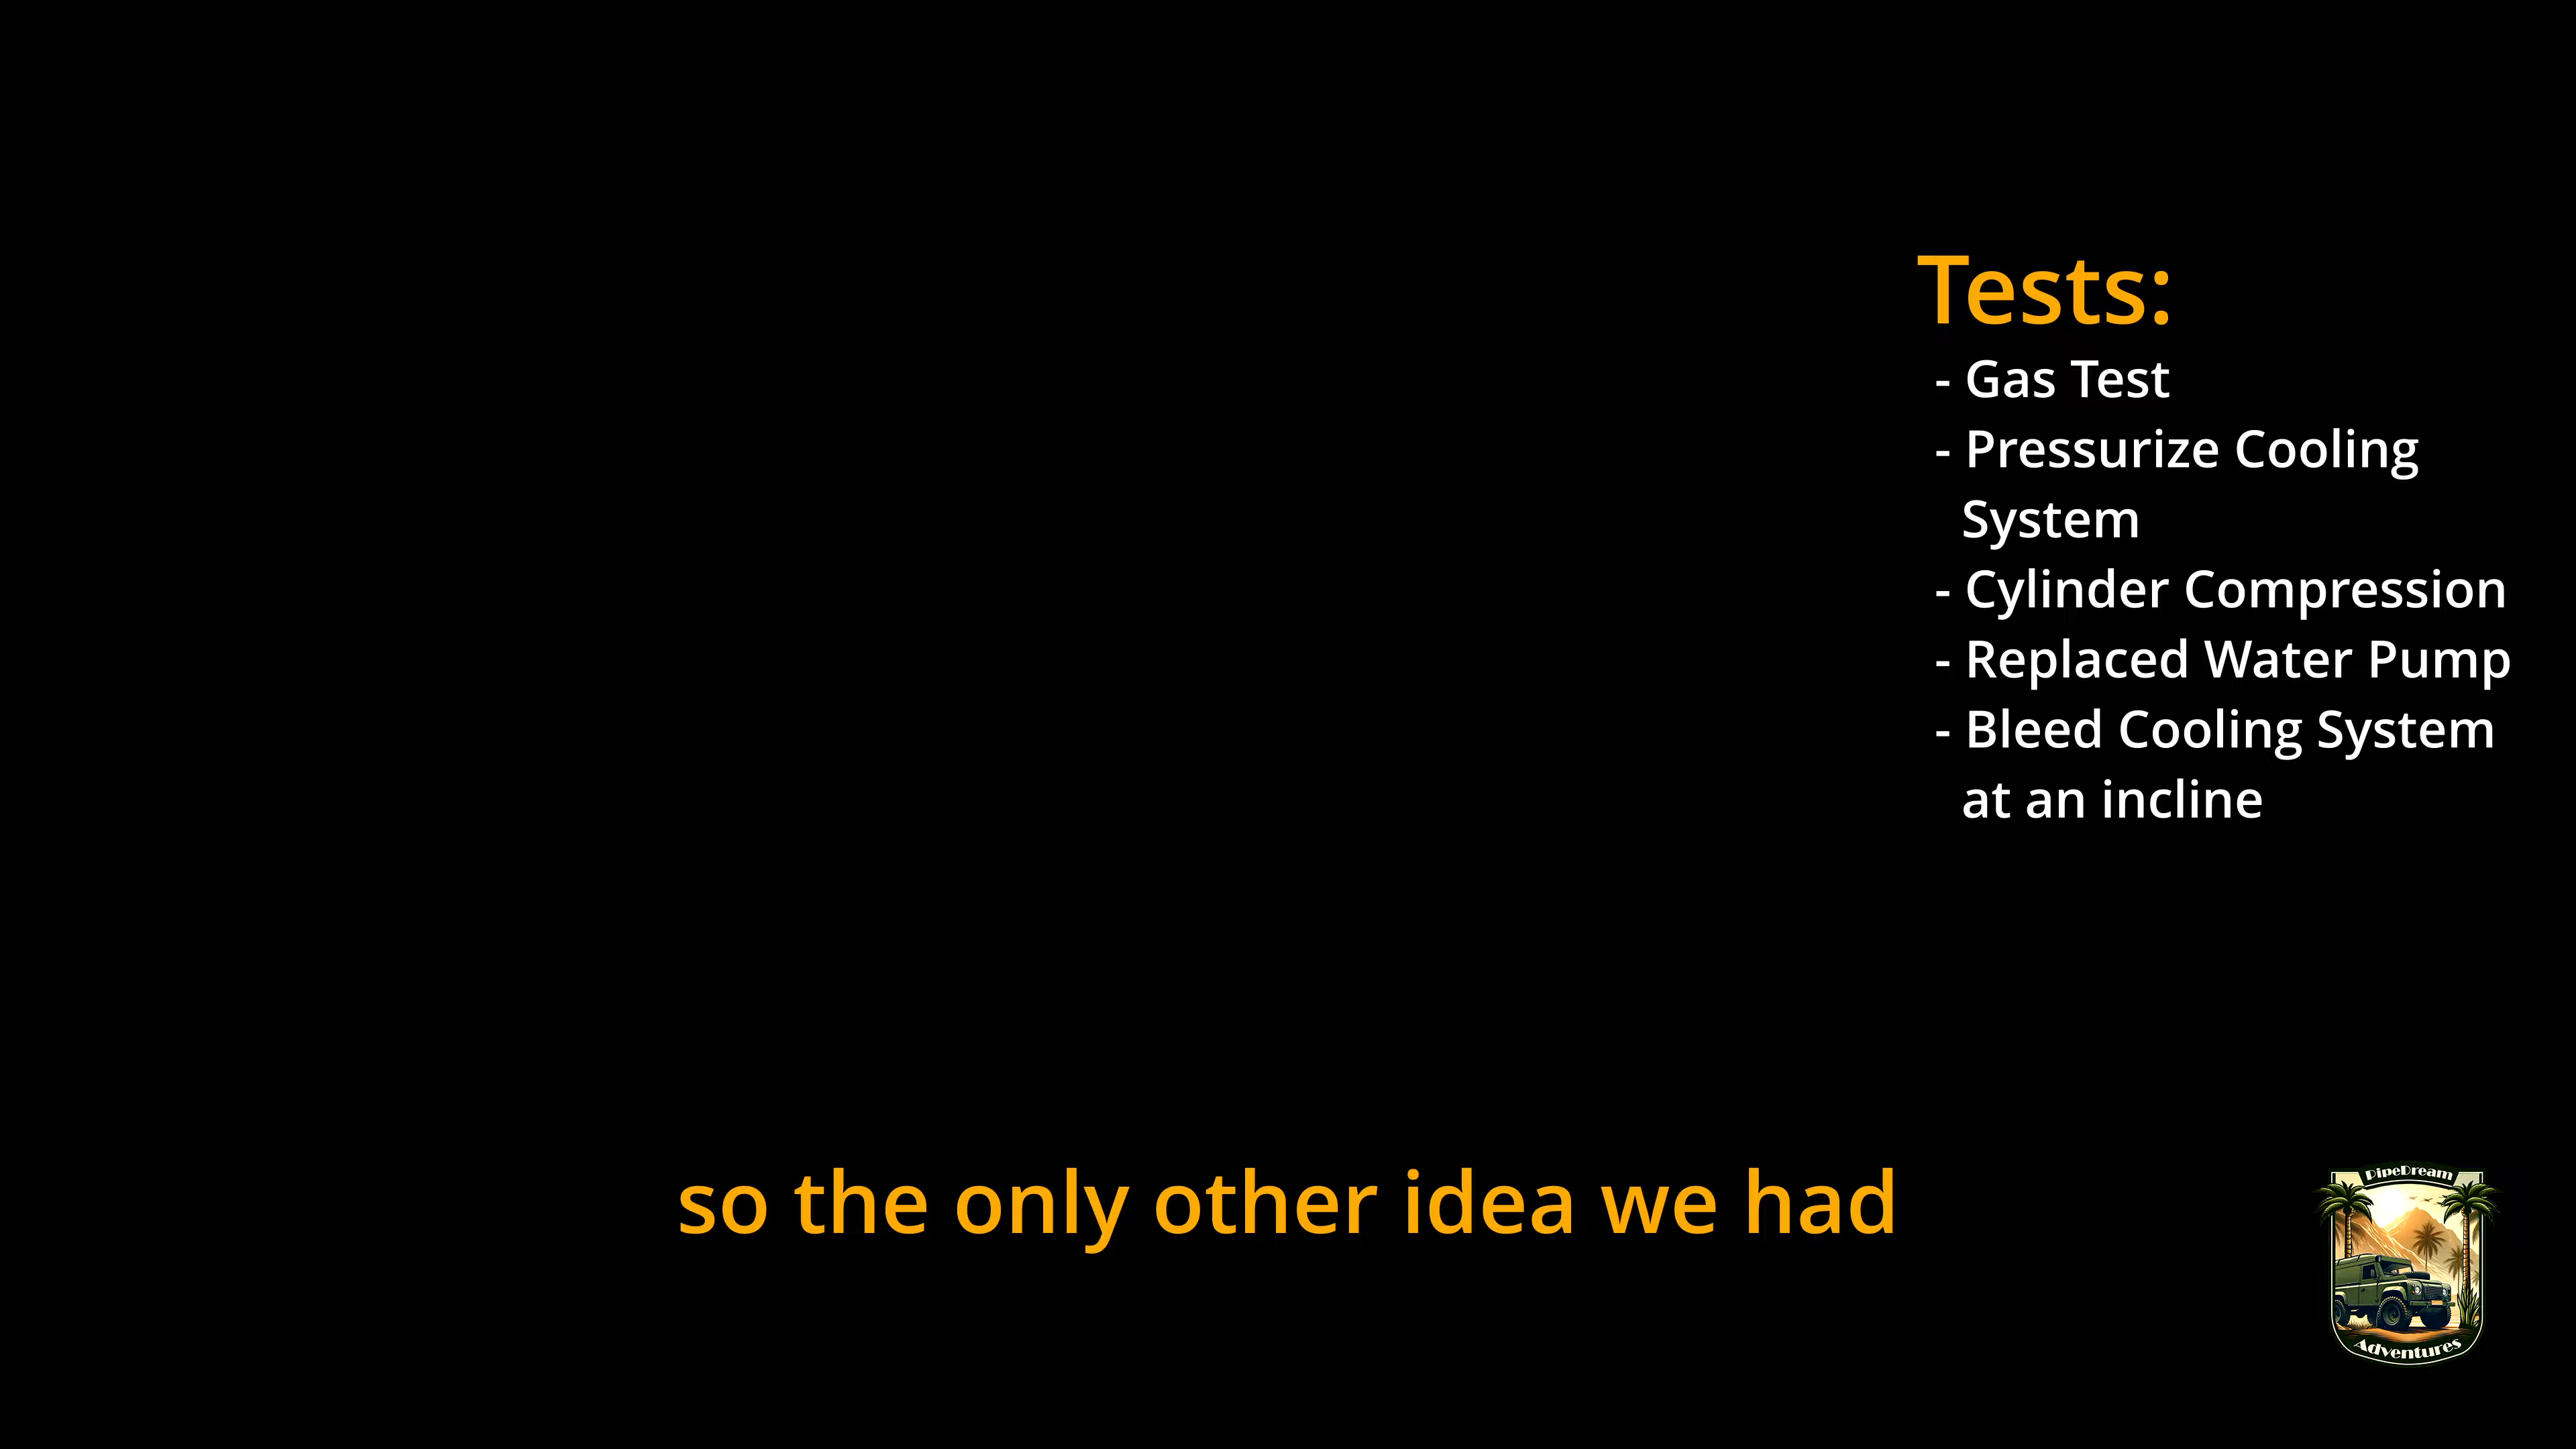 Tests:
- Gas Test
- Pressurize Cooling
System
- Cylinder Compression
- Replaced Water Pump
- Bleed Cooling System
at an incline
so the only other idea we had
PipeDream
Adventures